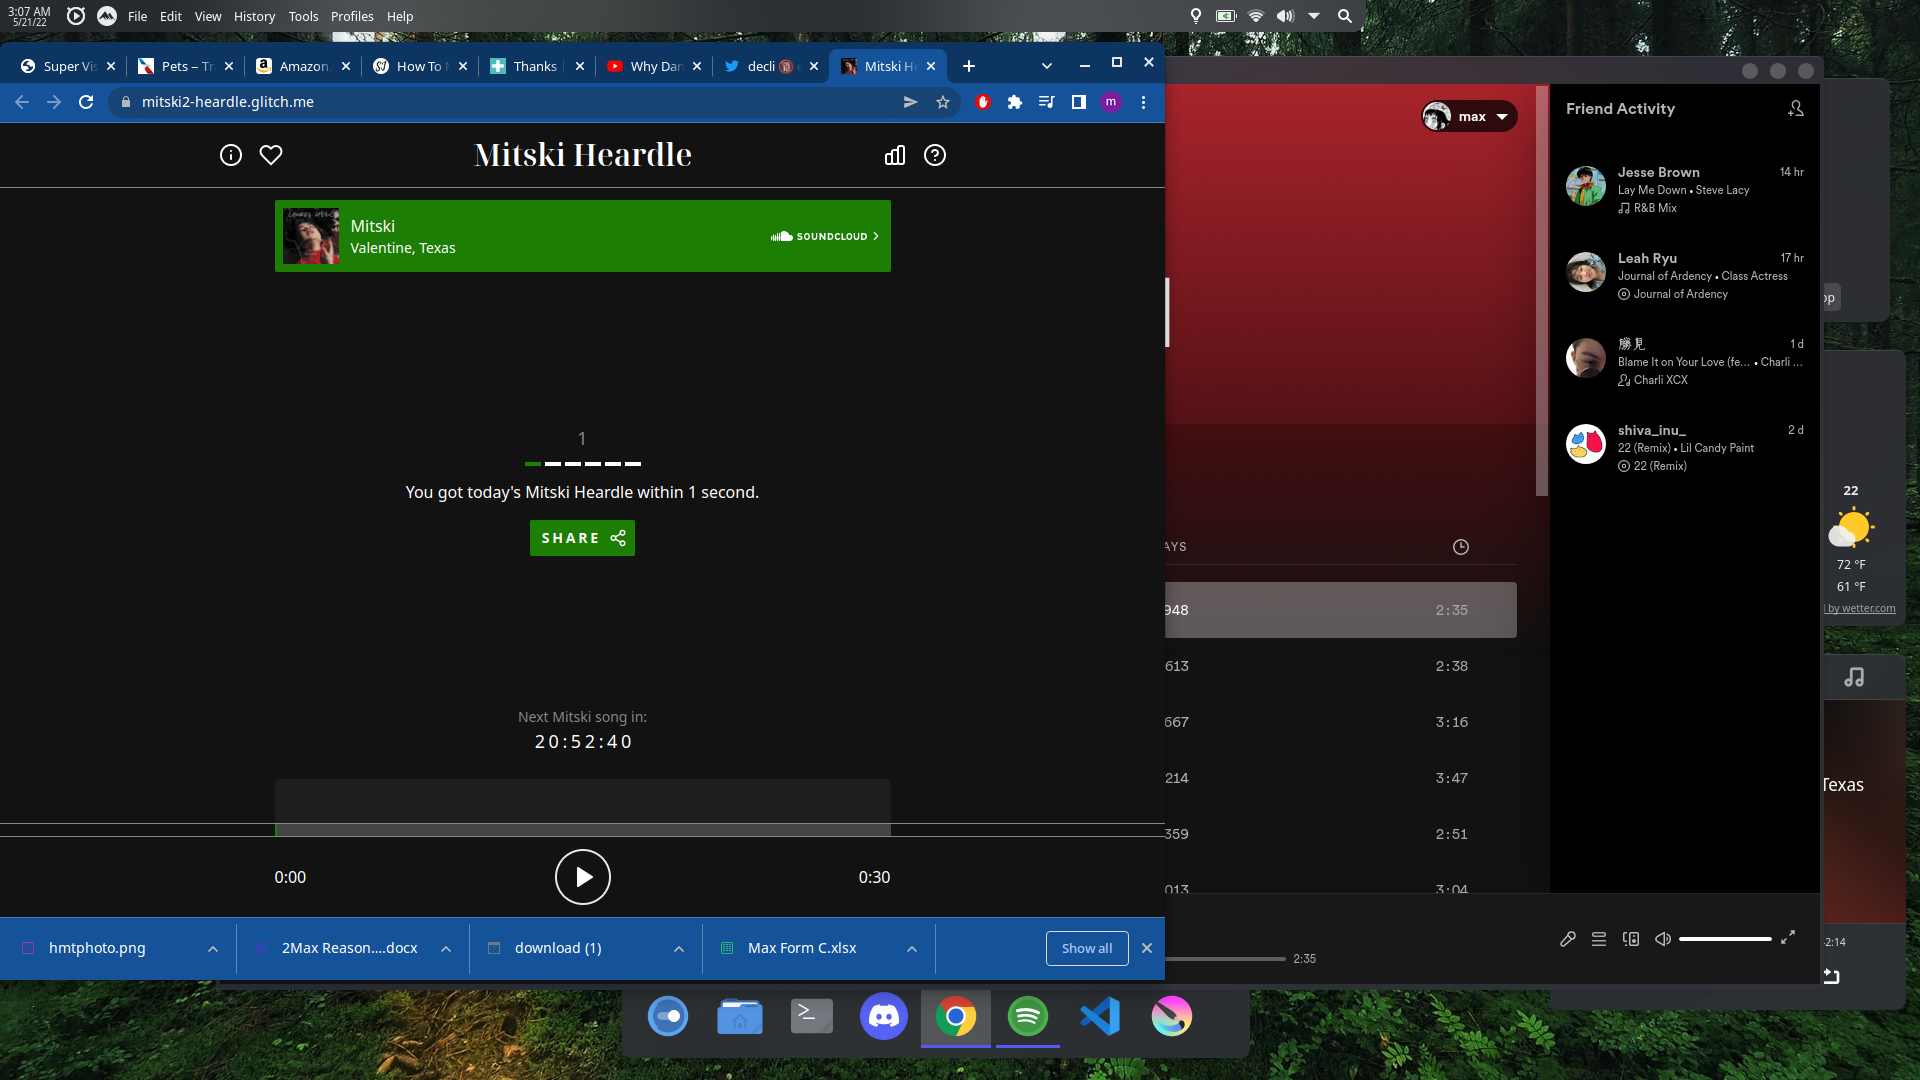 3:07 AM
5/21/22
File Edit View History Tools Profiles Help
Super Vis
Pets – Tr
Amazon.
How To
Thanks
Why Dan
decli
Mitski He
mitski2-heardle.glitch.me
m
Mitski Heardle
Mitski
Valentine, Texas
SOUNDCLOUD
1
You got today's Mitski Heardle within 1 second.
SHARE
Next Mitski song in:
20:52:40
0:00
0:30
hmtphoto.png
2Max Reason....docx
download (1)
Max Form C.xlsx
Show all
max
AYS
948 2:35
613 2:38
667 3:16
214 3:47
359 2:51
013 3:04
2:35
Friend Activity
Jesse Brown 14 hr
Lay Me Down • Steve Lacy
R&B Mix
Leah Ryu 17 hr
Journal of Ardency • Class Actress
Journal of Ardency
勝見 1 d
Blame It on Your Love (fe... • Charli ...
Charli XCX
shiva_inu_ 2 d
22 (Remix) • Lil Candy Paint
22 (Remix)
op
22
72 °F
61 °F
by wetter.com
Texas
-2:14